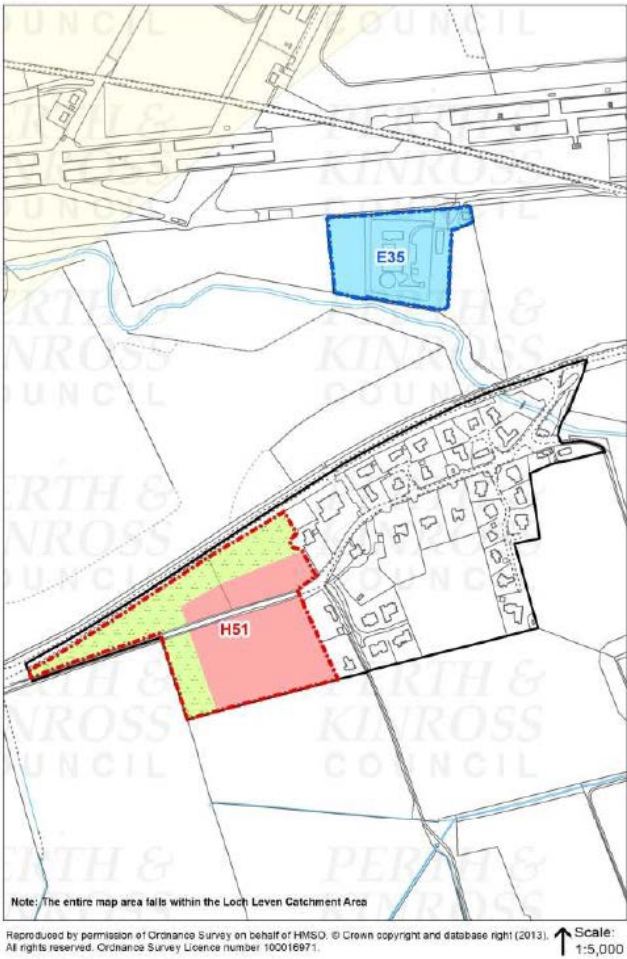 PERTH &
KINROSS
COUNCIL
E35
H51
Note: The entire map area falls within the Loch Leven Catchment Area
Reproduced by permission of Ordnance Survey on behalf of HMSO. © Crown copyright and database right (2013).
All rights reserved. Ordnance Survey Licence number 100016971.
Scale:
1:5,000